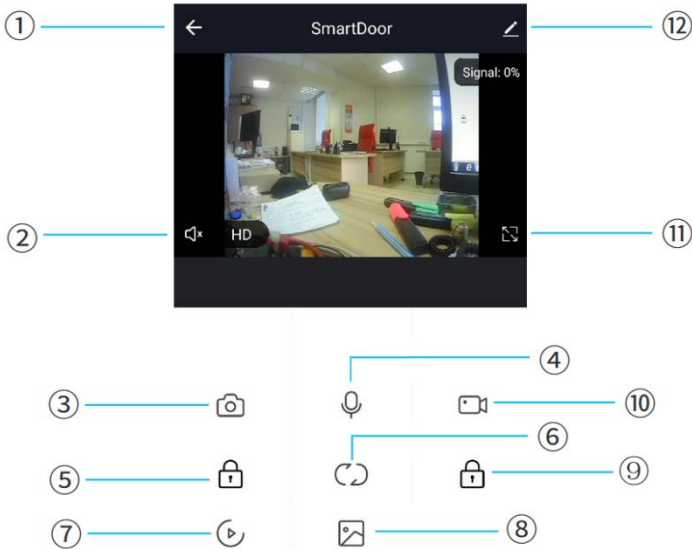 ① SmartDoor ⑫
Signal: 0%
② HD ⑪
④
③ ⑩
⑥
⑤ ⑨
⑦ ⑧